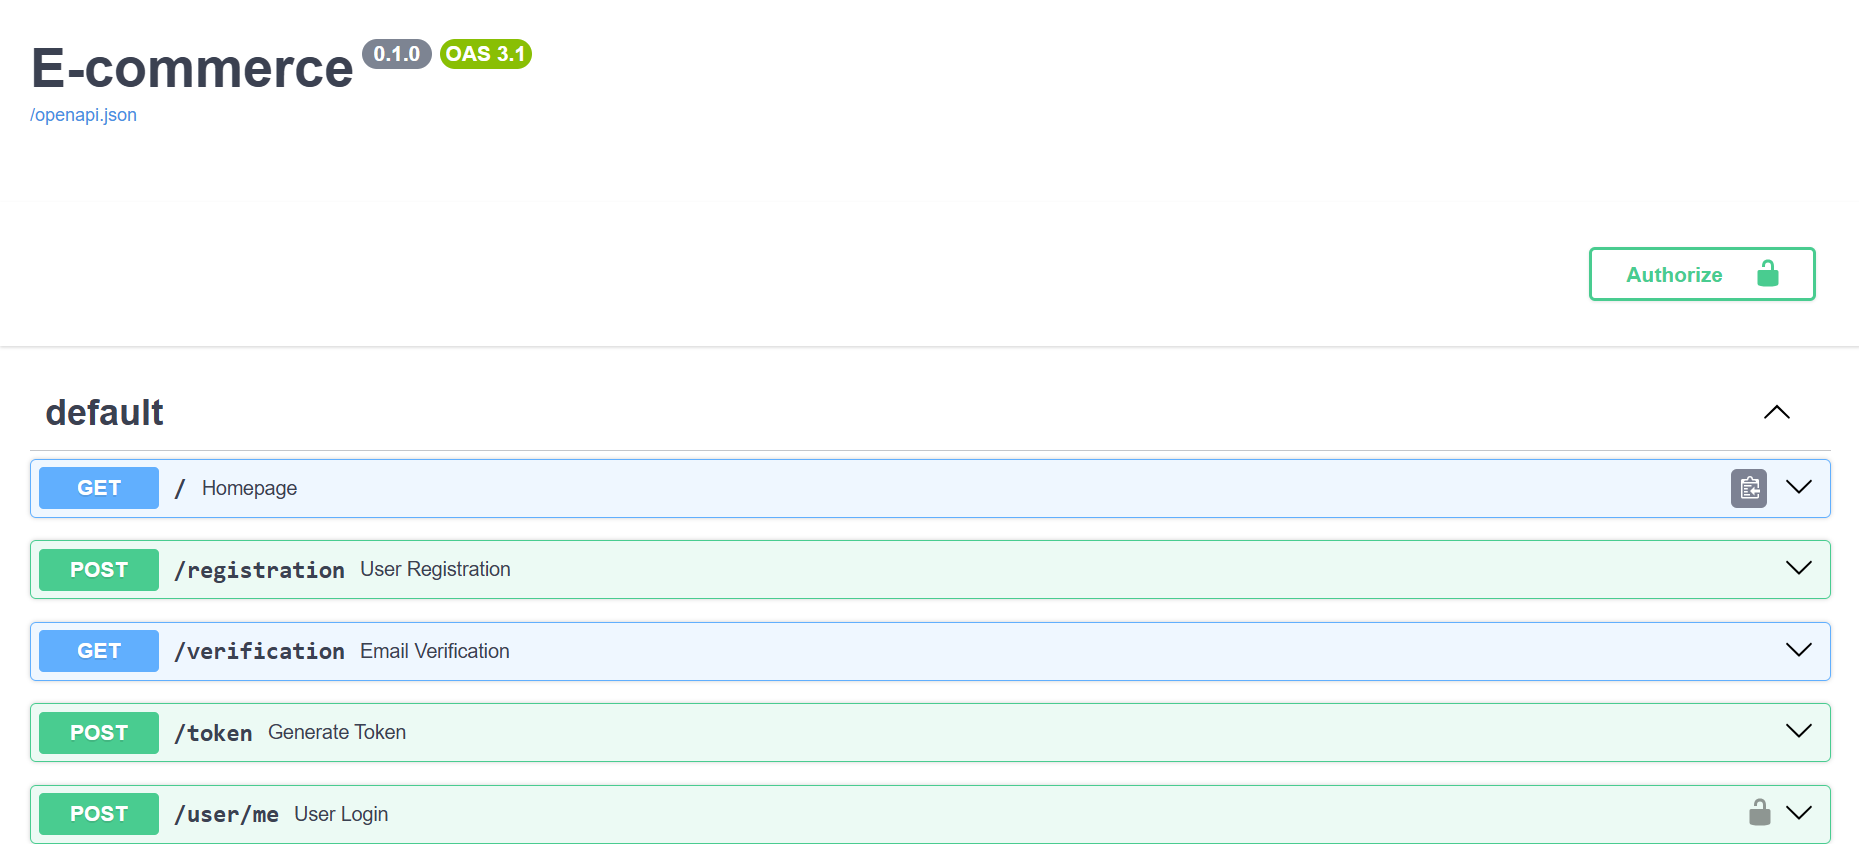 E-commerce 0.1.0 OAS 3.1
/openapi.json
Authorize
default
GET / Homepage
POST /registration User Registration
GET /verification Email Verification
POST /token Generate Token
POST /user/me User Login